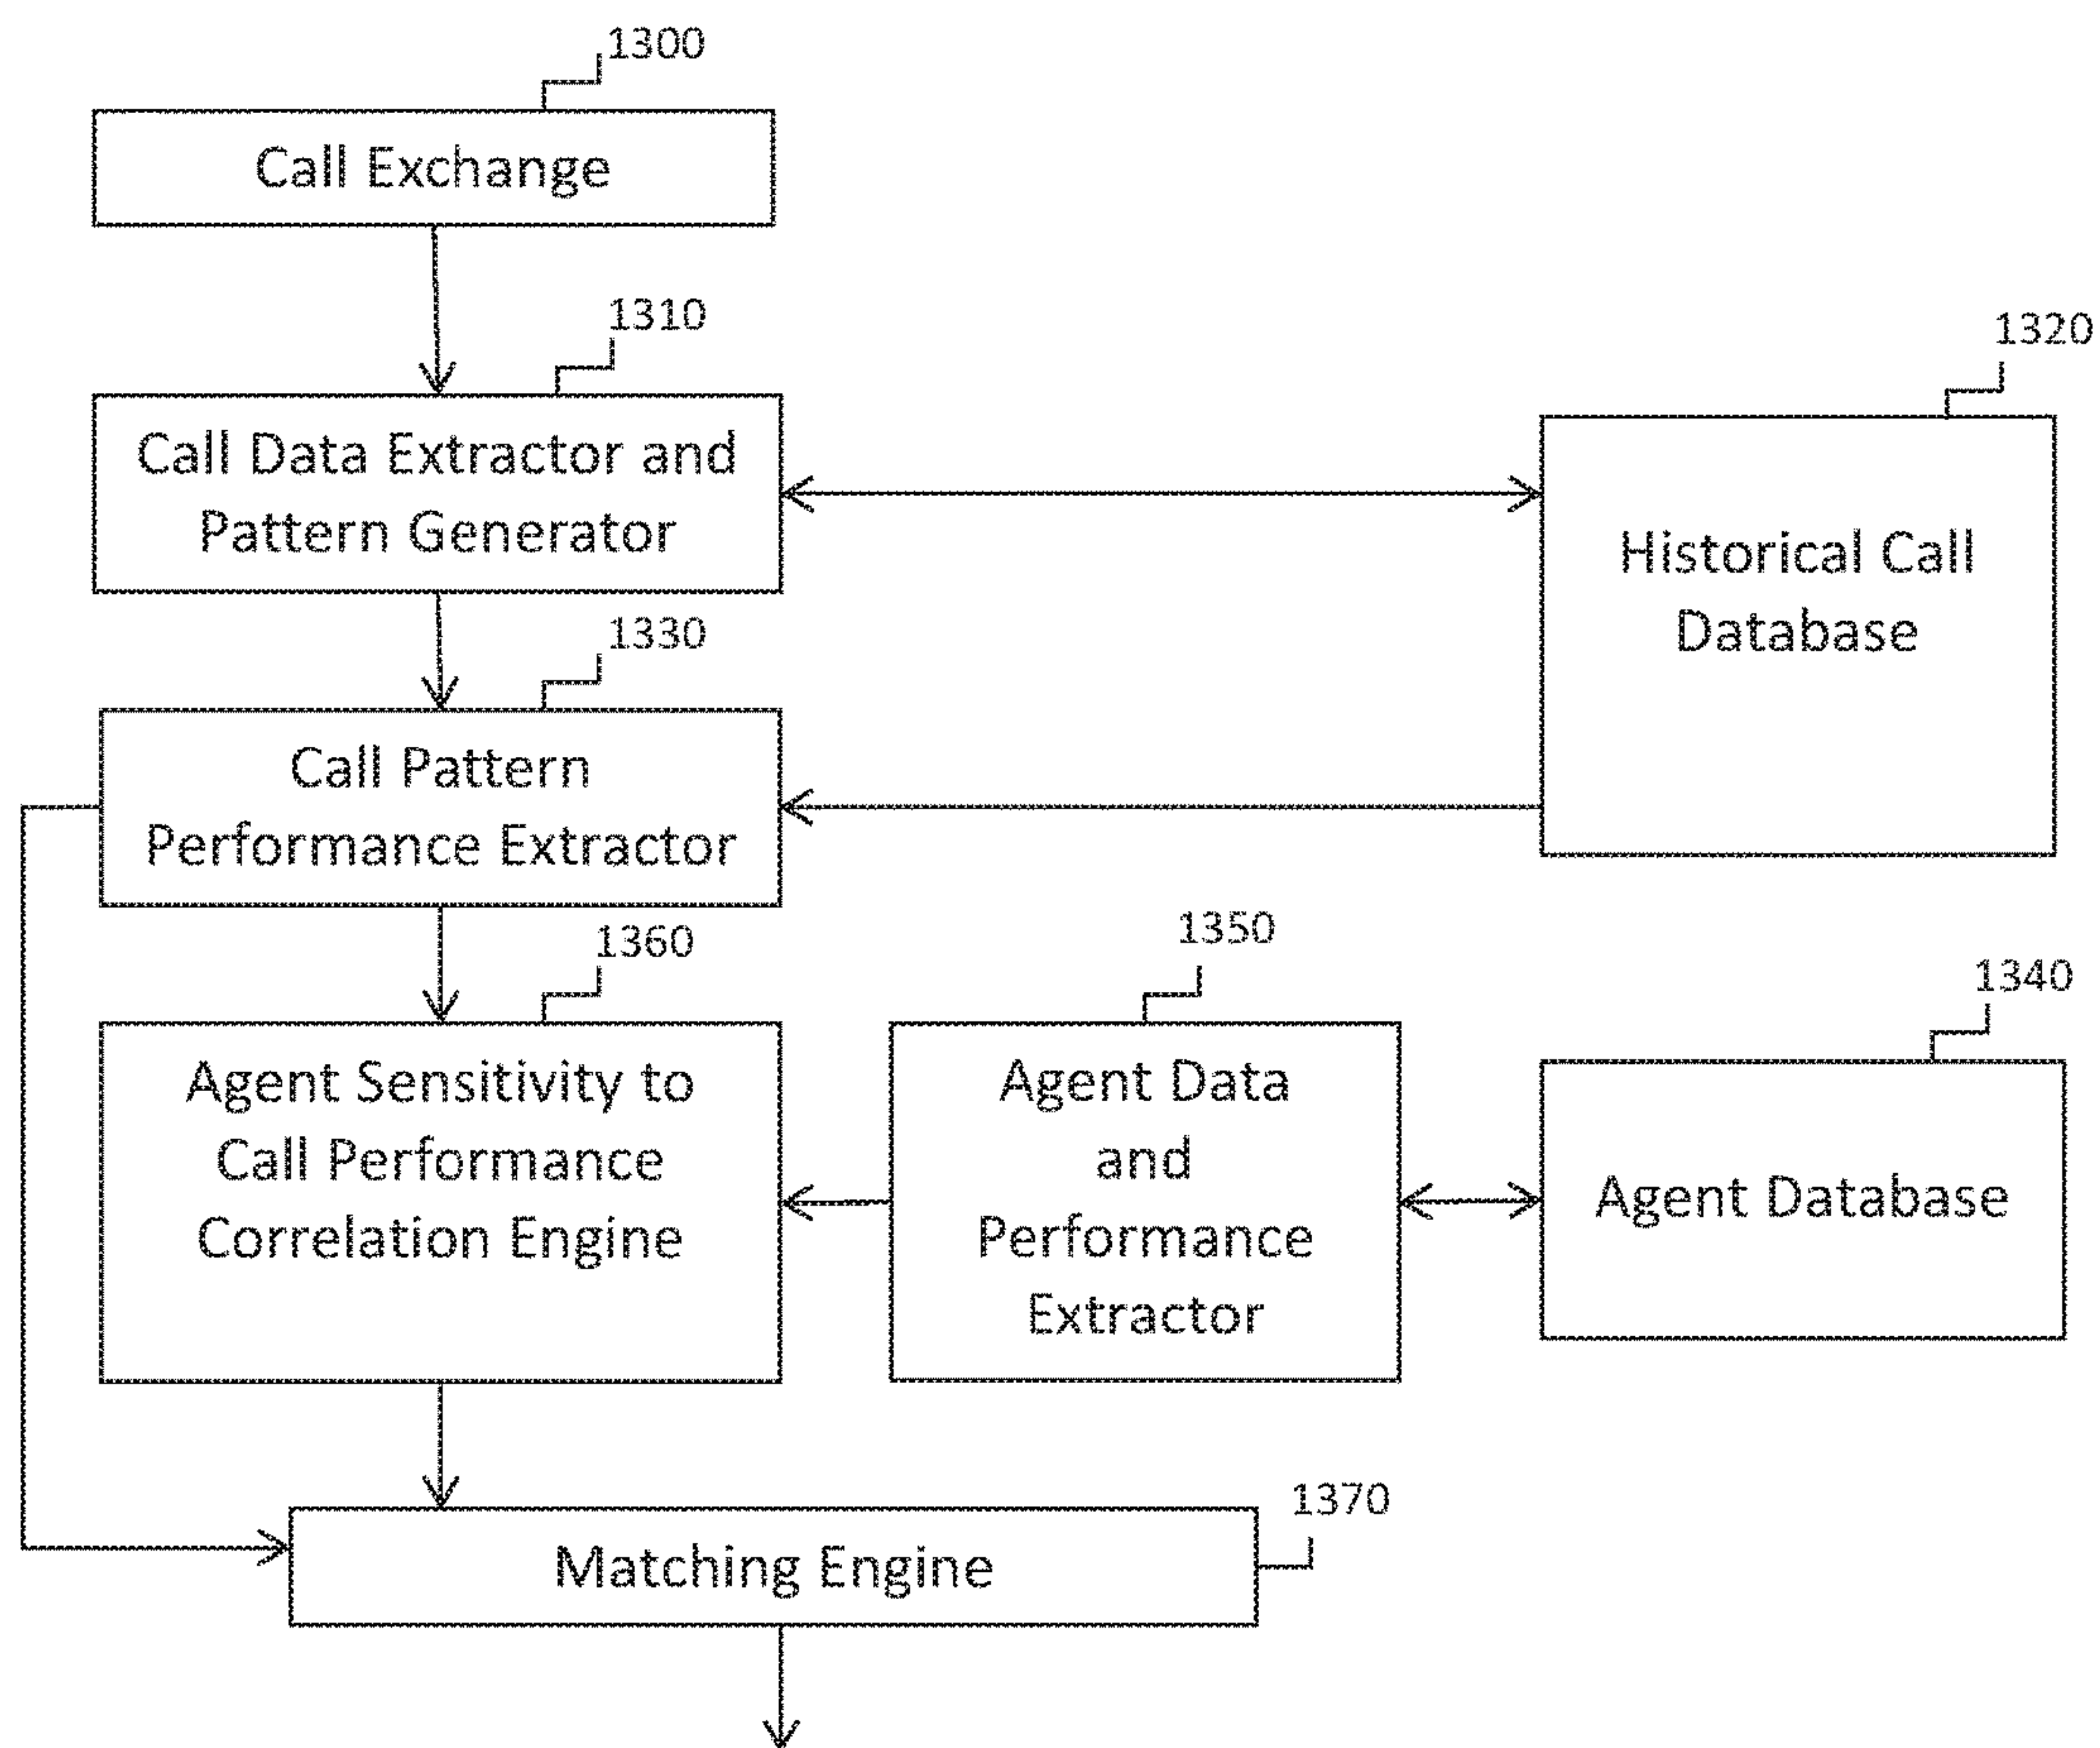 1300
Call Exchange
1310
Call Data Extractor and
Pattern Generator
1320
Historical Call
Database
1330
Call Pattern
Performance Extractor
1360
Agent Sensitivity to
Call Performance
Correlation Engine
1350
Agent Data
and
Performance
Extractor
1340
Agent Database
1370
Matching Engine